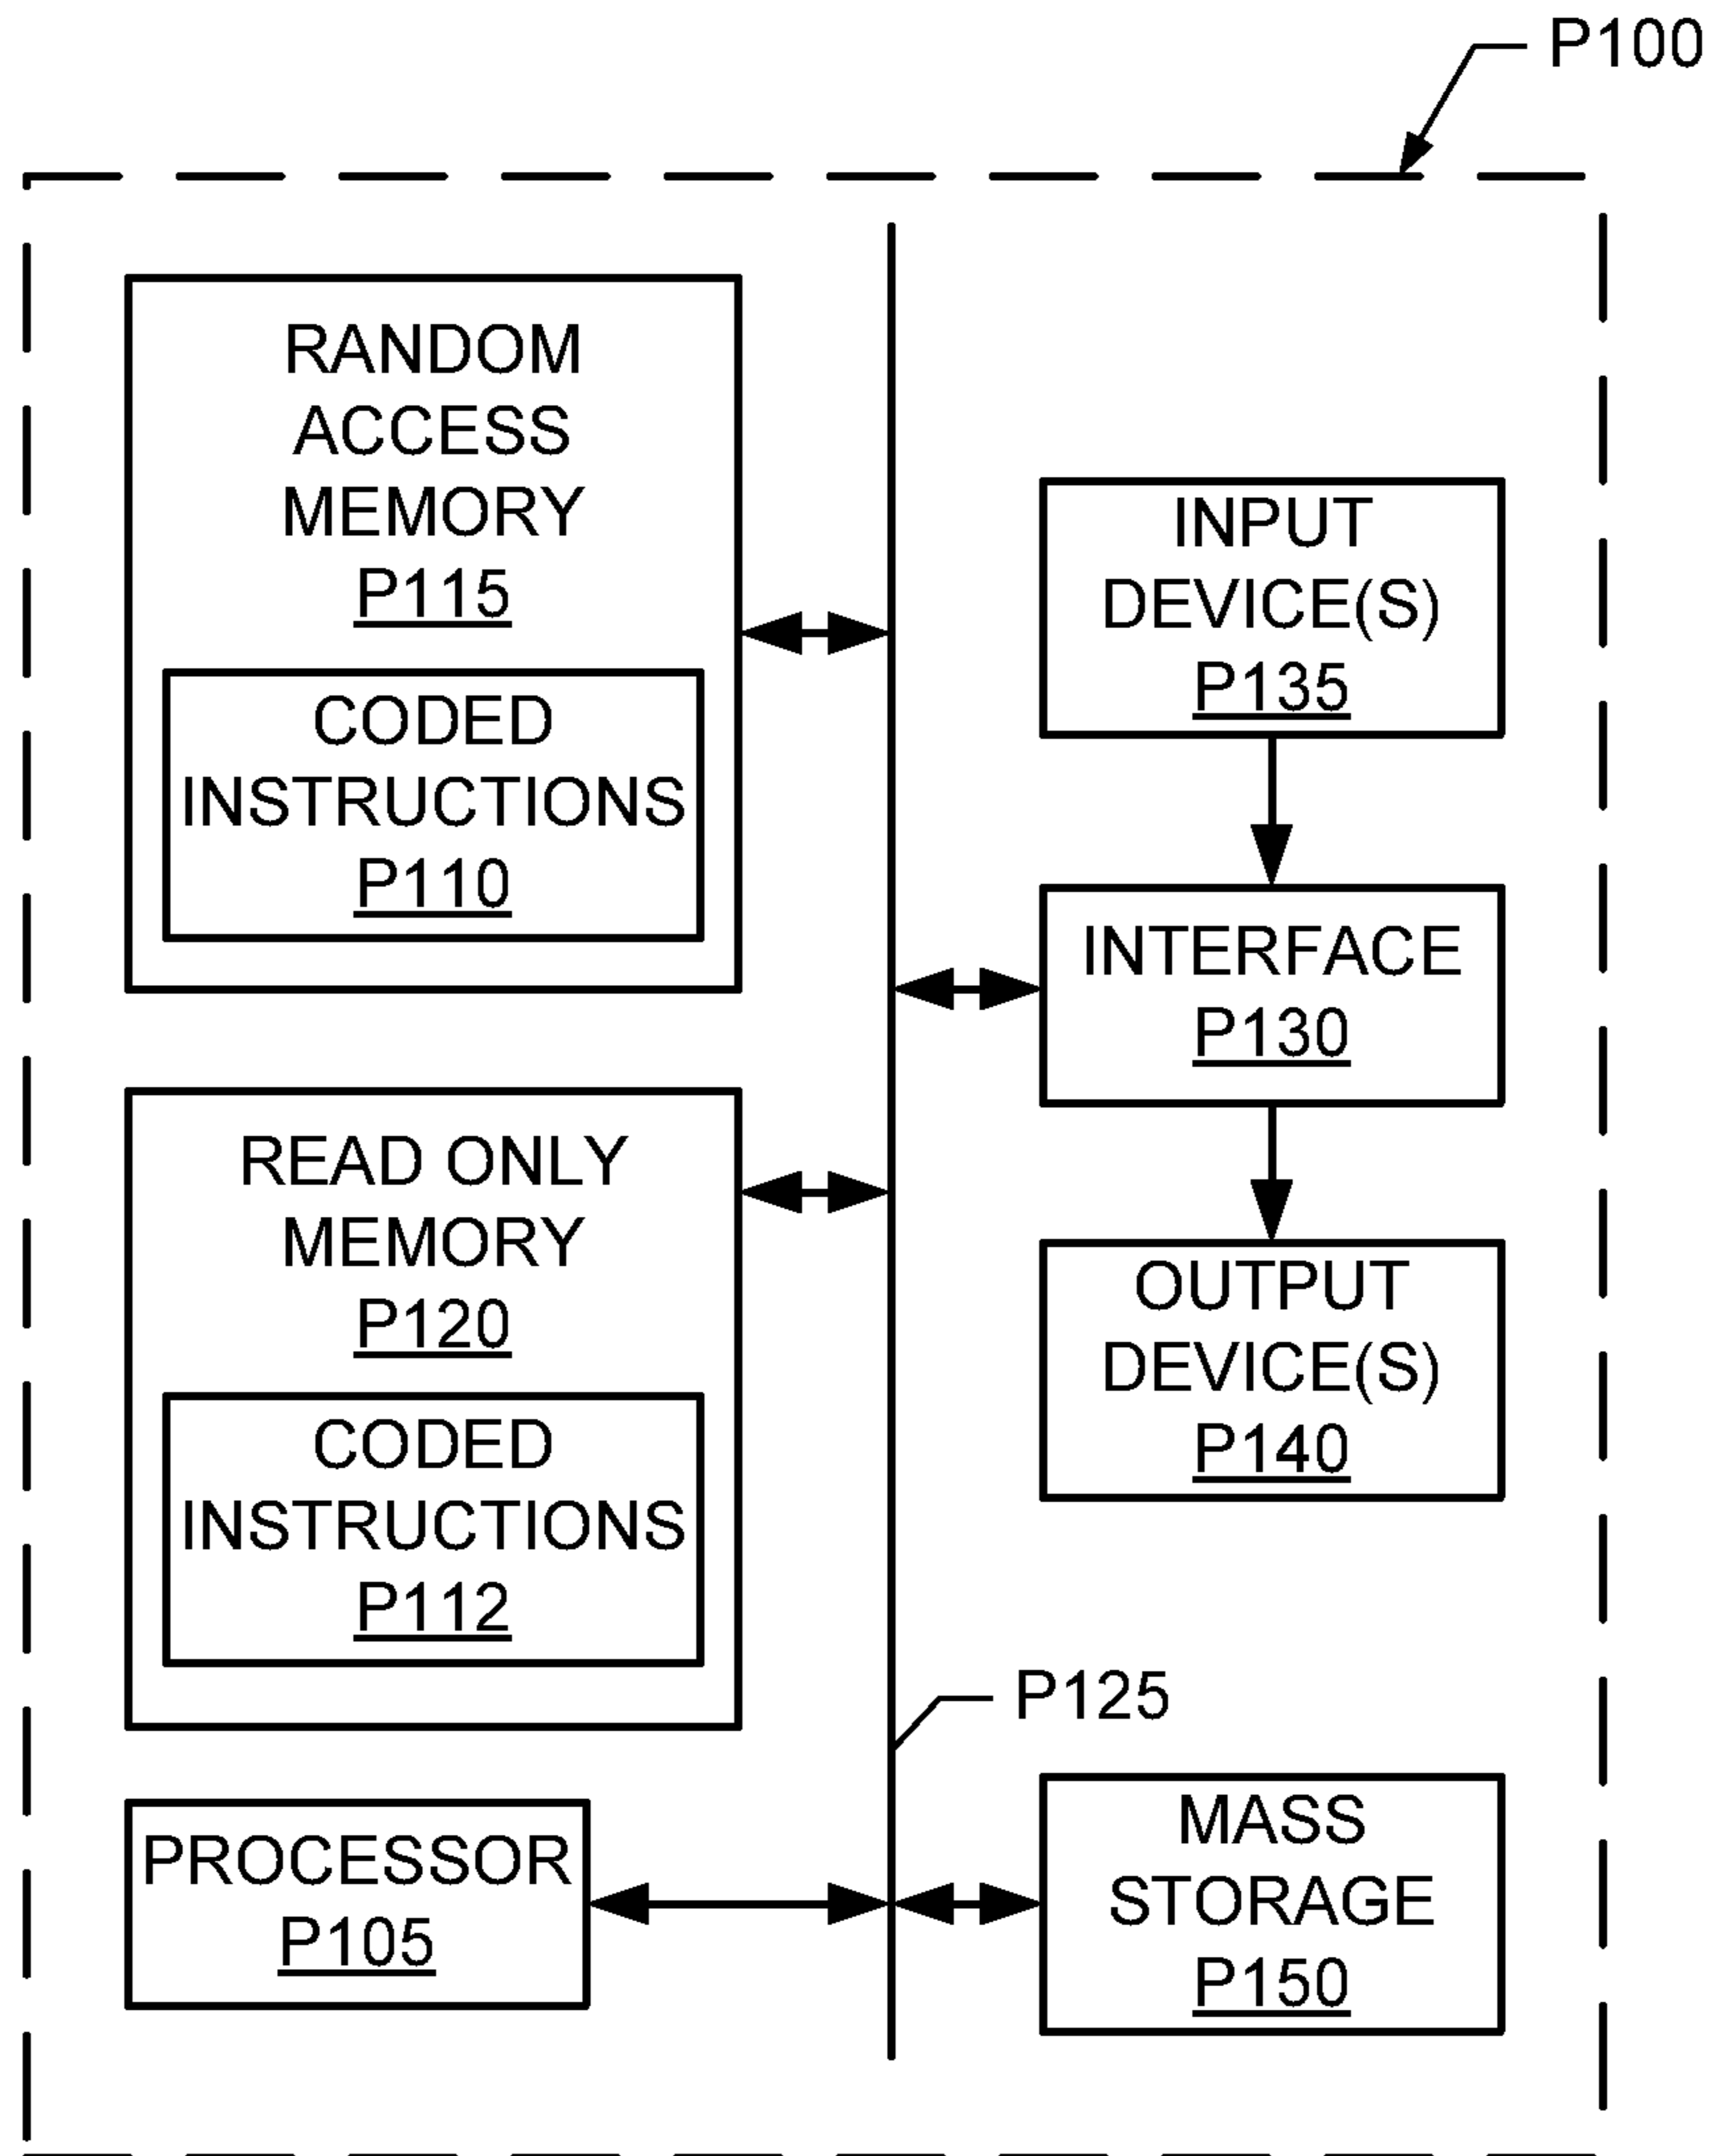 P100
RANDOM
ACCESS
MEMORY
P115
CODED
INSTRUCTIONS
P110
READ ONLY
MEMORY
P120
CODED
INSTRUCTIONS
P112
PROCESSOR
P105
INPUT
DEVICE(S)
P135
INTERFACE
P130
OUTPUT
DEVICE(S)
P140
P125
MASS
STORAGE
P150